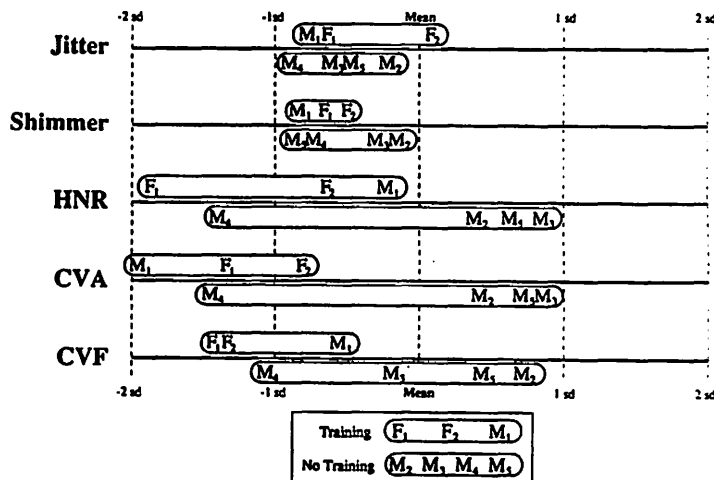 -2 sd -1 sd Mean 1 sd 2 sd
M₁ F₁ F₂
Jitter
M₄ M₃ M₅ M₂
M₁ F₁ F₂
Shimmer
M₅ M₄ M₃ M₂
F₁ F₂ M₁
HNR
M₄ M₂ M₅ M₃
M₁ F₁ F₂
CVA
M₄ M₂ M₅ M₃
F₁ F₂ M₁
CVF
M₄ M₃ M₅ M₂
-2 sd -1 sd Mean 1 sd 2 sd
Training F₁ F₂ M₁
No Training M₂ M₃ M₄ M₅